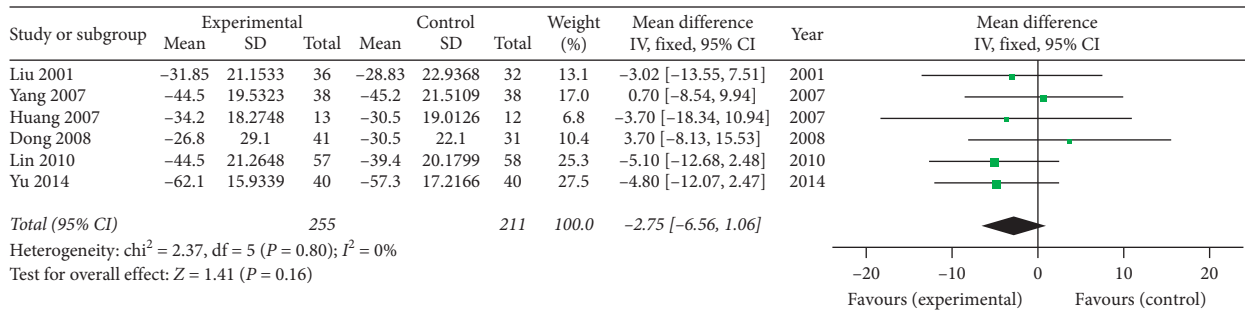 Study or subgroup Experimental Control Weight (%) Mean difference IV, fixed, 95% CI Year Mean difference IV, fixed, 95% CI
Mean SD Total Mean SD Total
Liu 2001 –31.85 21.1533 36 –28.83 22.9368 32 13.1 –3.02 [–13.55, 7.51] 2001
Yang 2007 –44.5 19.5323 38 –45.2 21.5109 38 17.0 0.70 [–8.54, 9.94] 2007
Huang 2007 –34.2 18.2748 13 –30.5 19.0126 12 6.8 –3.70 [–18.34, 10.94] 2007
Dong 2008 –26.8 29.1 41 –30.5 22.1 31 10.4 3.70 [–8.13, 15.53] 2008
Lin 2010 –44.5 21.2648 57 –39.4 20.1799 58 25.3 –5.10 [–12.68, 2.48] 2010
Yu 2014 –62.1 15.9339 40 –57.3 17.2166 40 27.5 –4.80 [–12.07, 2.47] 2014
Total (95% CI) 255 211 100.0 –2.75 [–6.56, 1.06]
Heterogeneity: chi² = 2.37, df = 5 (P = 0.80); I² = 0%
Test for overall effect: Z = 1.41 (P = 0.16)
–20 –10 0 10 20
Favours (experimental) Favours (control)